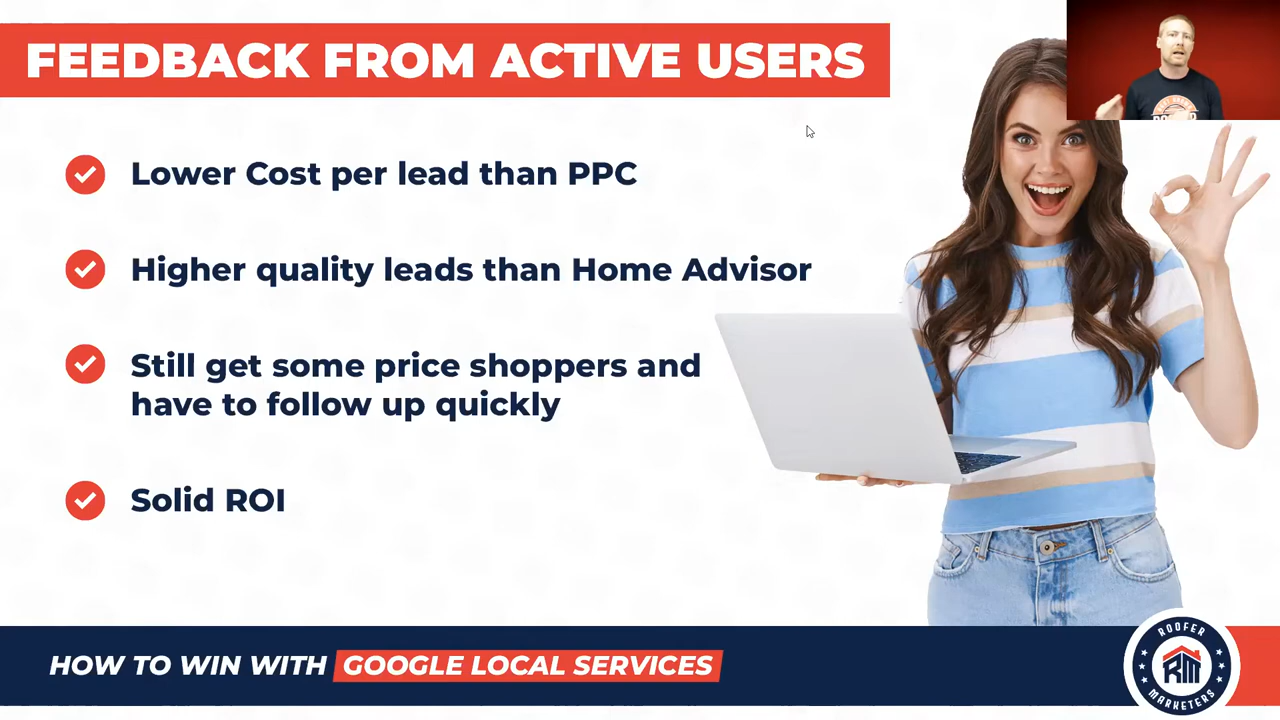 FEEDBACK FROM ACTIVE USERS
Lower Cost per lead than PPC
Higher quality leads than Home Advisor
Still get some price shoppers and
have to follow up quickly
Solid ROI
HOW TO WIN WITH GOOGLE LOCAL SERVICES
ROOFER
RM
MARKETERS